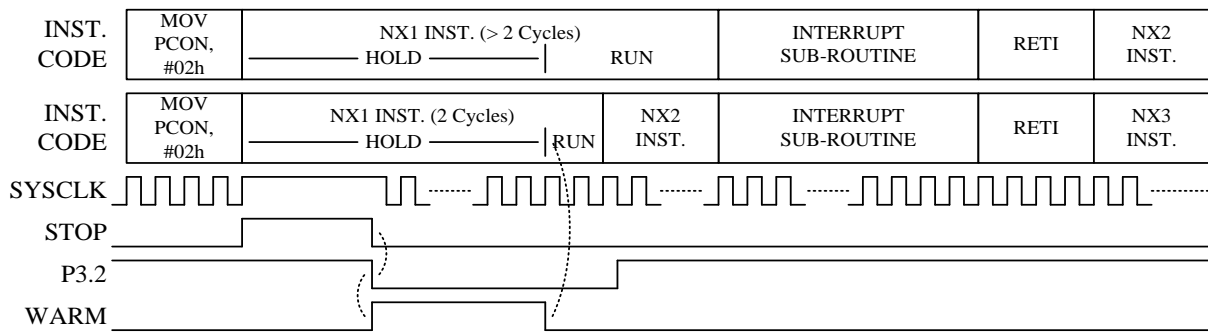 INST. CODE
MOV PCON, #02h
NX1 INST. (> 2 Cycles)
HOLD
RUN
INTERRUPT SUB-ROUTINE
RETI
NX2 INST.
INST. CODE
MOV PCON, #02h
NX1 INST. (2 Cycles)
HOLD
RUN
NX2 INST.
INTERRUPT SUB-ROUTINE
RETI
NX3 INST.
SYSCLK
STOP
P3.2
WARM